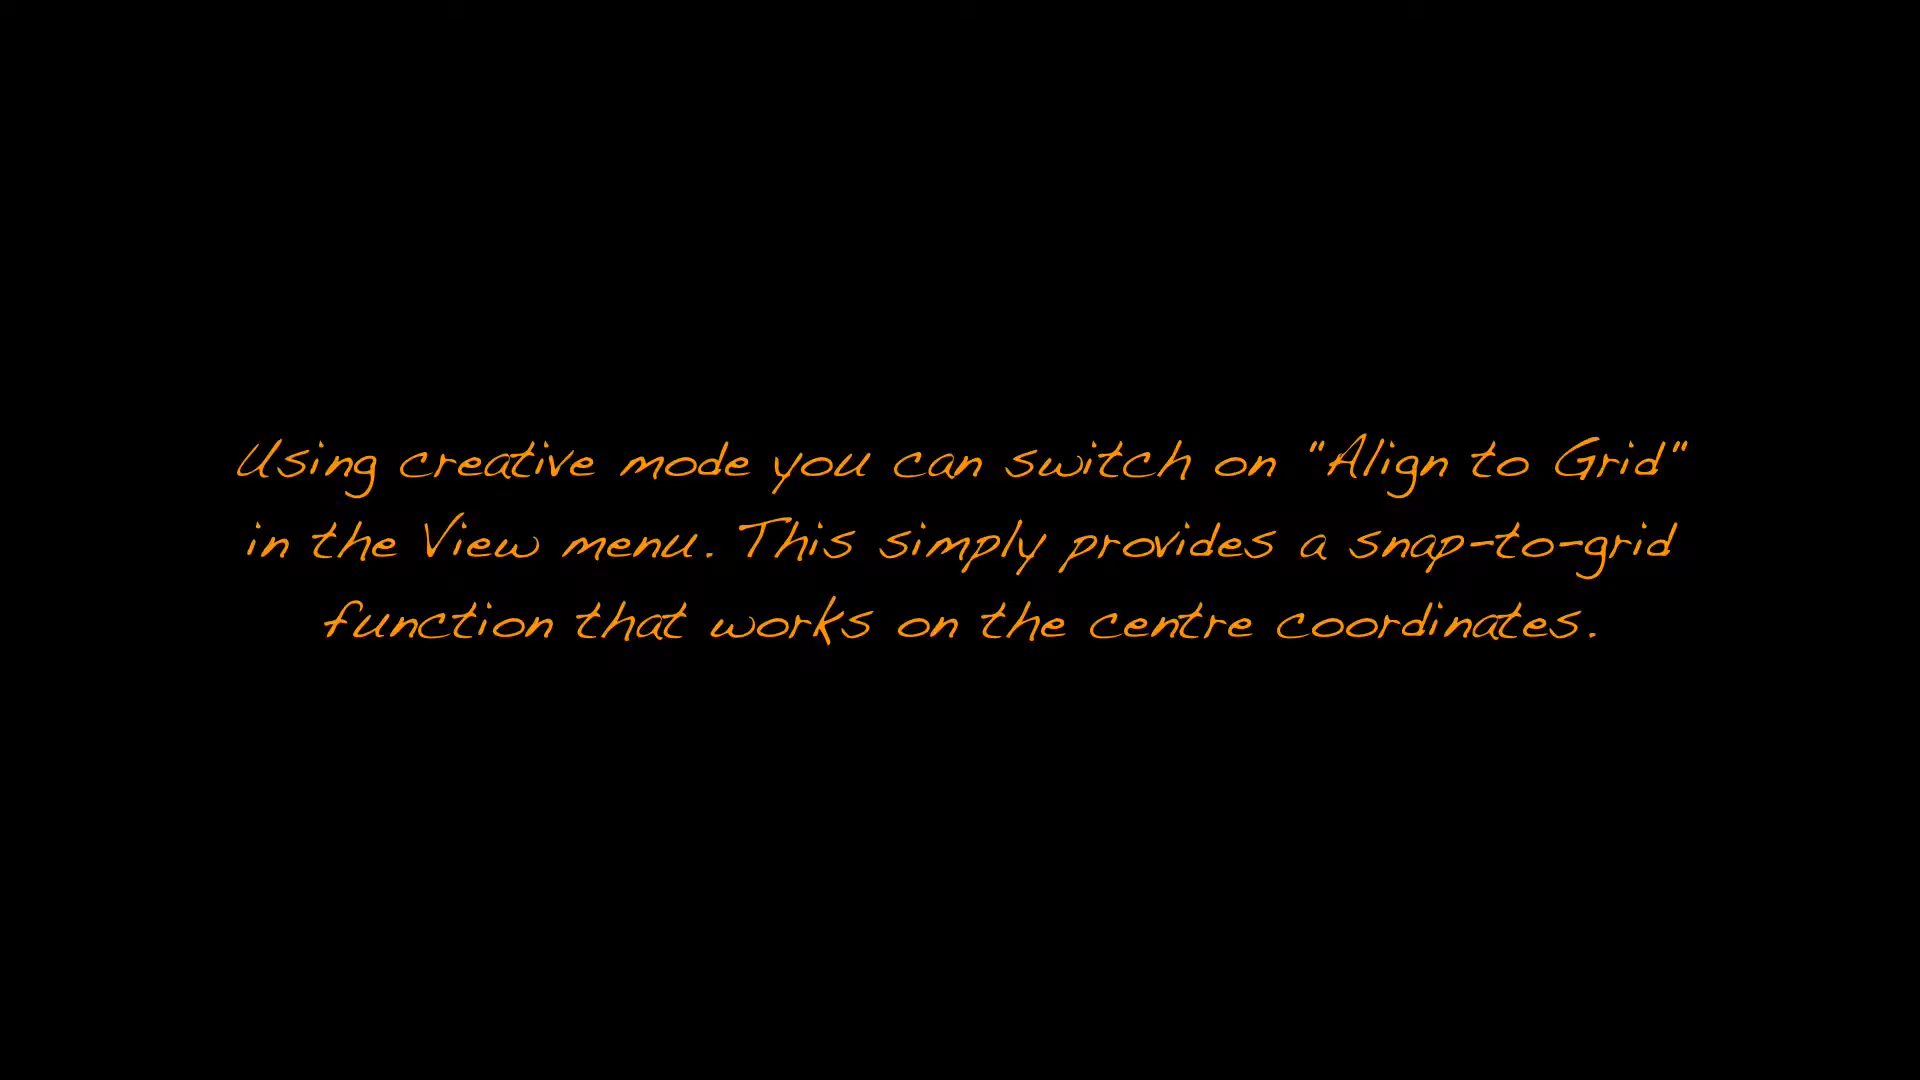 Using creative mode you can switch on "Align to Grid"
in the View menu. This simply provides a snap-to-grid
function that works on the centre coordinates.